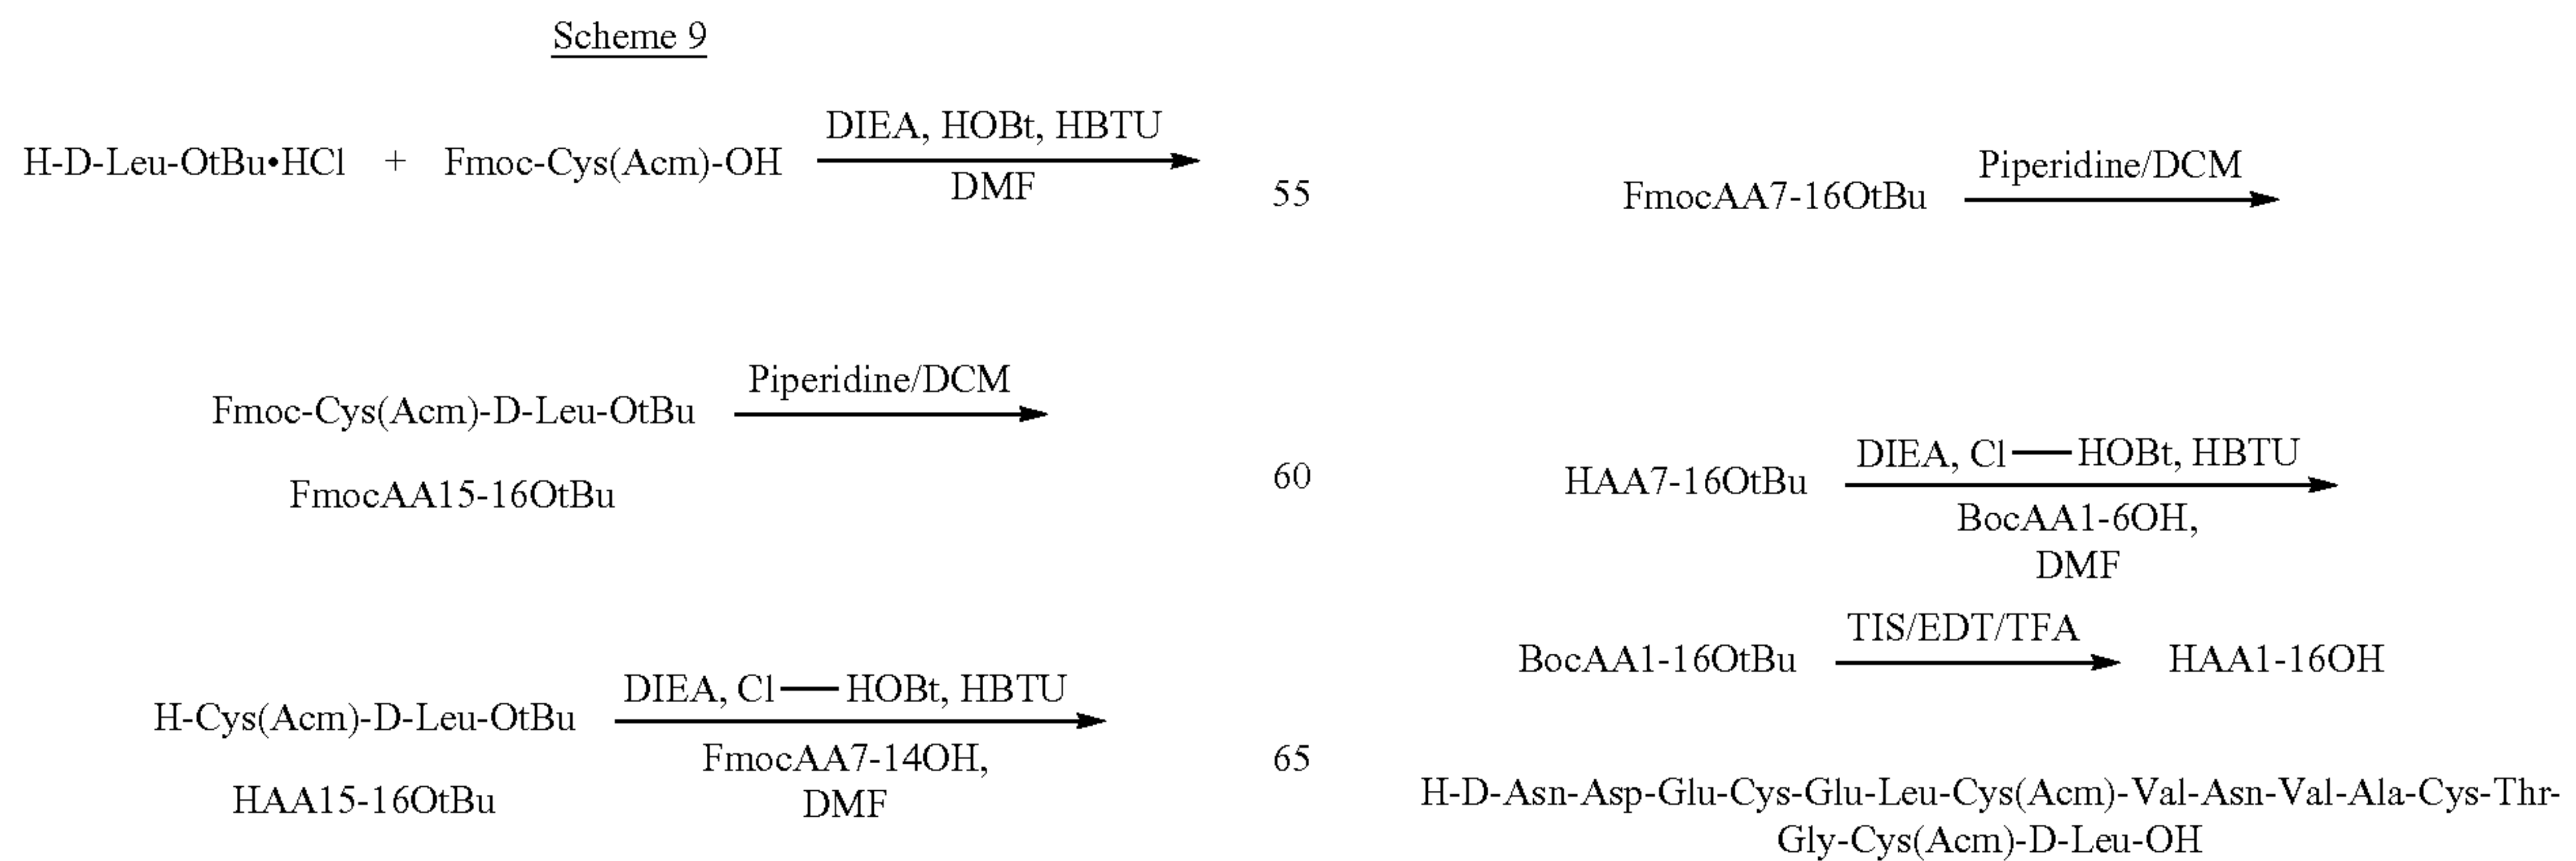 Scheme 9
DIEA, HOBt, HBTU
H-D-Leu-OtBu•HCl + Fmoc-Cys(Acm)-OH
DMF
Piperidine/DCM
Fmoc-Cys(Acm)-D-Leu-OtBu
FmocAA15-16OtBu
DIEA, Cl—HOBt, HBTU
H-Cys(Acm)-D-Leu-OtBu
FmocAA7-14OH,
HAA15-16OtBu
DMF
55
60
65
Piperidine/DCM
FmocAA7-16OtBu
DIEA, Cl—HOBt, HBTU
HAA7-16OtBu
BocAA1-6OH,
DMF
TIS/EDT/TFA
BocAA1-16OtBu HAA1-16OH
H-D-Asn-Asp-Glu-Cys-Glu-Leu-Cys(Acm)-Val-Asn-Val-Ala-Cys-Thr-
Gly-Cys(Acm)-D-Leu-OH